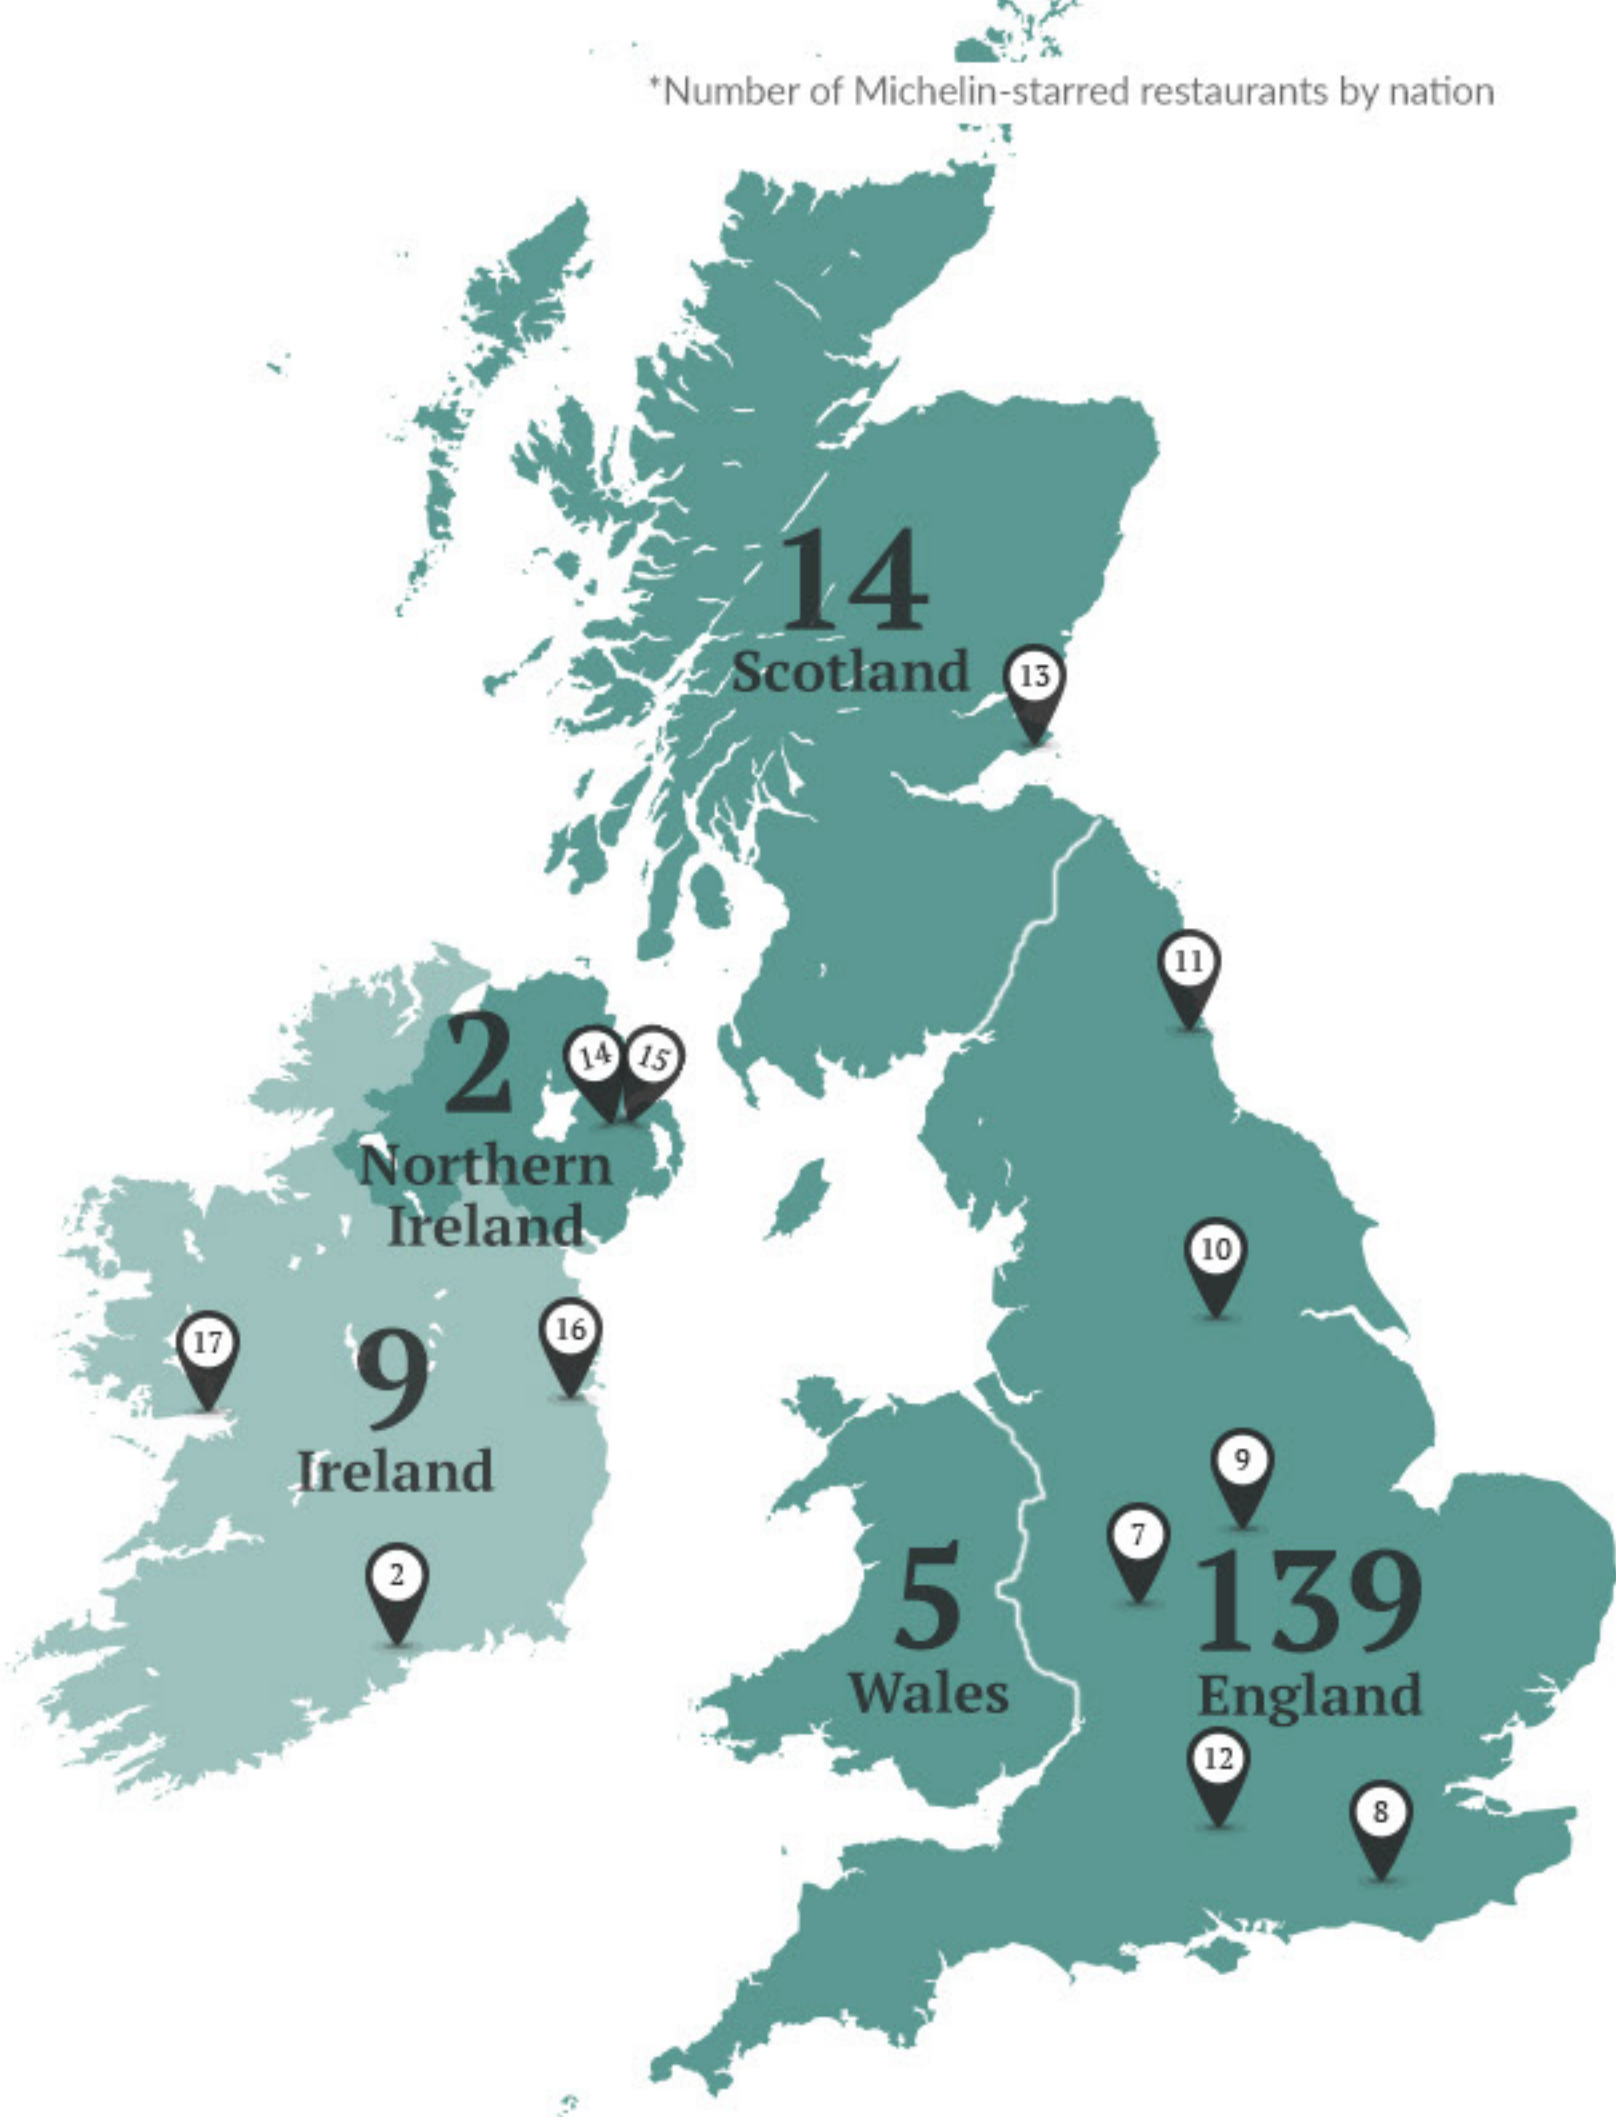 *Number of Michelin-starred restaurants by nation
14
Scotland
13
11
2
14
15
Northern
Ireland
10
17
16
9
Ireland
9
7
2
5
Wales
139
England
12
8